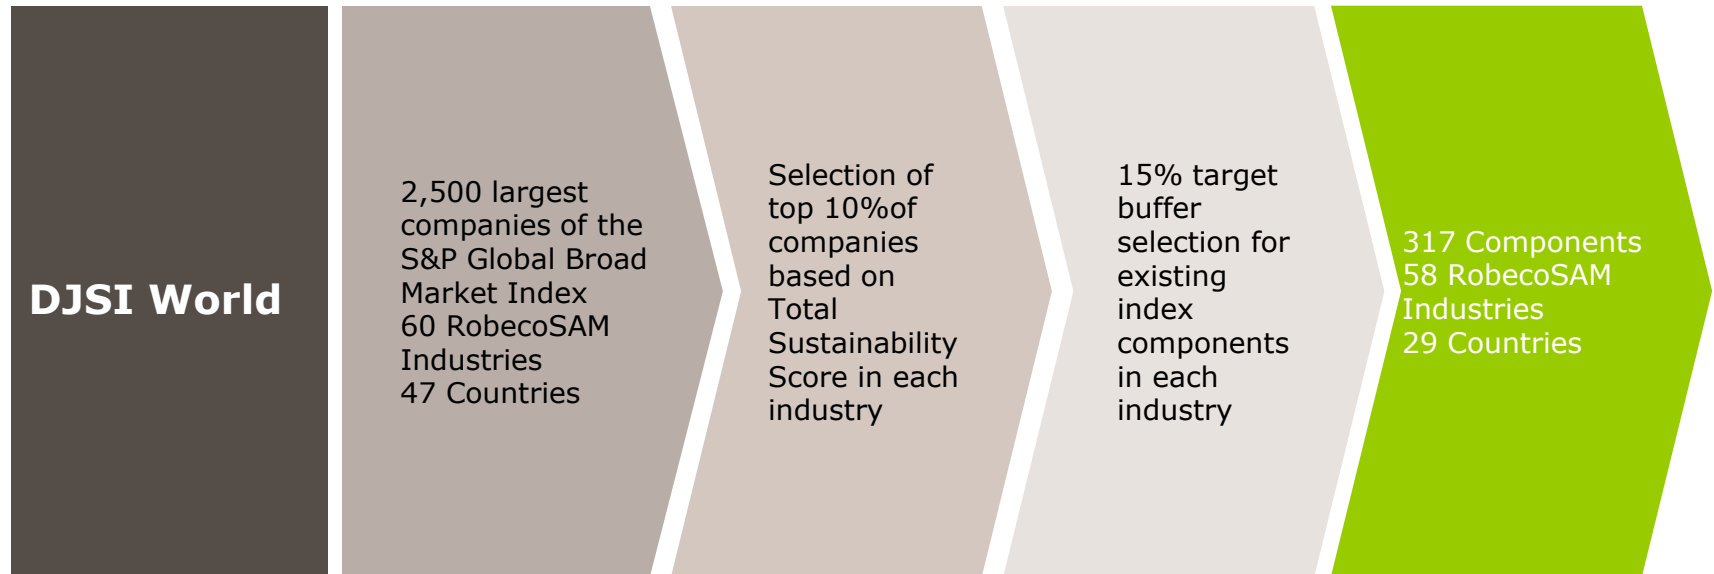 DJSI World
2,500 largest
companies of the
S&P Global Broad
Market Index
60 RobecoSAM
Industries
47 Countries
Selection of
top 10%of
companies
based on
Total
Sustainability
Score in each
industry
15% target
buffer
selection for
existing
index
components
in each
industry
317 Components
58 RobecoSAM
Industries
29 Countries